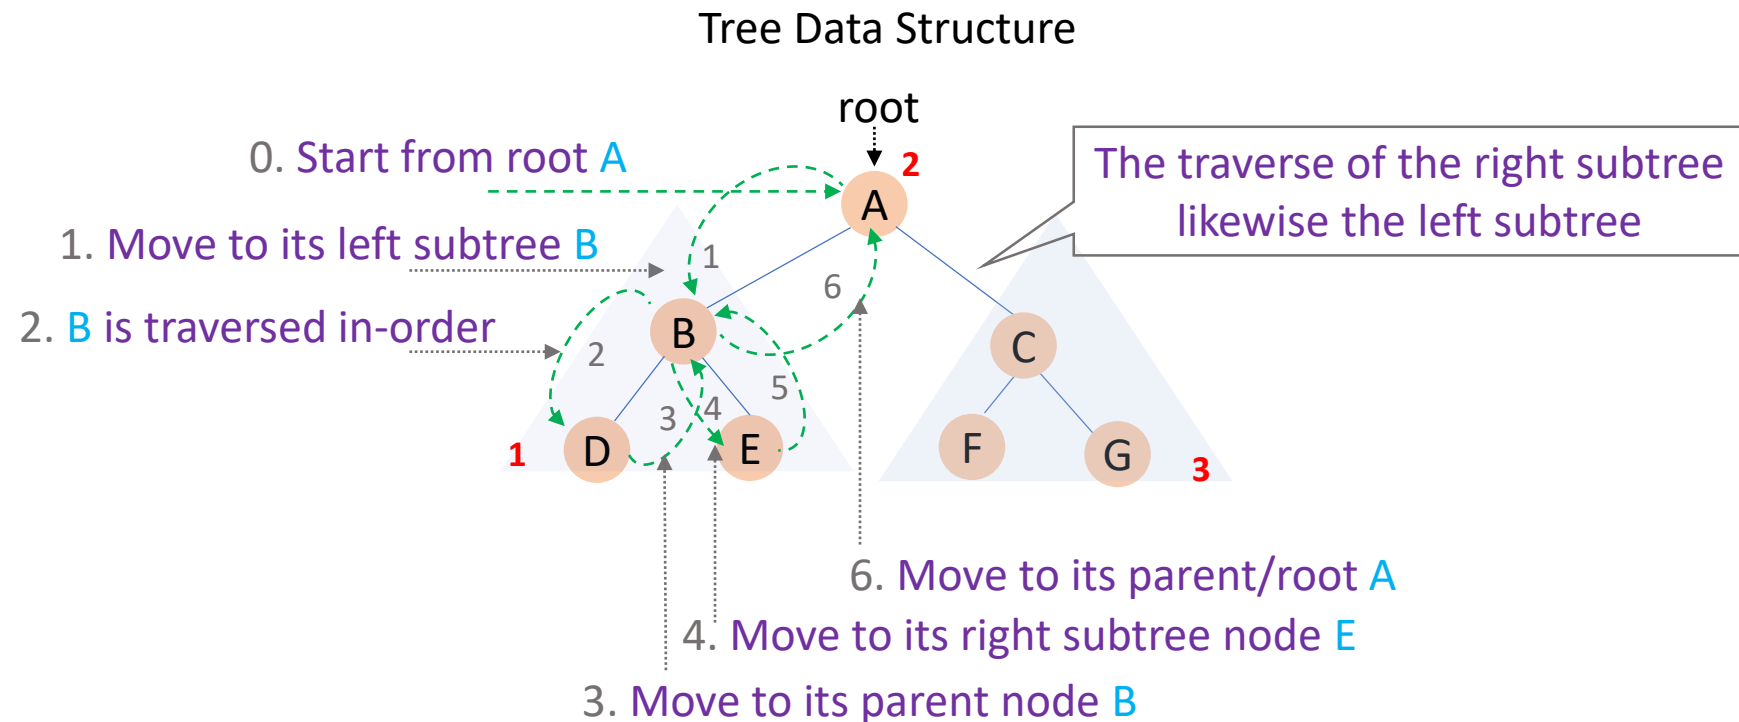 Tree Data Structure
root
0. Start from root A
2
The traverse of the right subtree
likewise the left subtree
A
1. Move to its left subtree B
1
6
2. B is traversed in-order
B
C
2
5
3
4
1
D
E
F
G
3
6. Move to its parent/root A
4. Move to its right subtree node E
3. Move to its parent node B